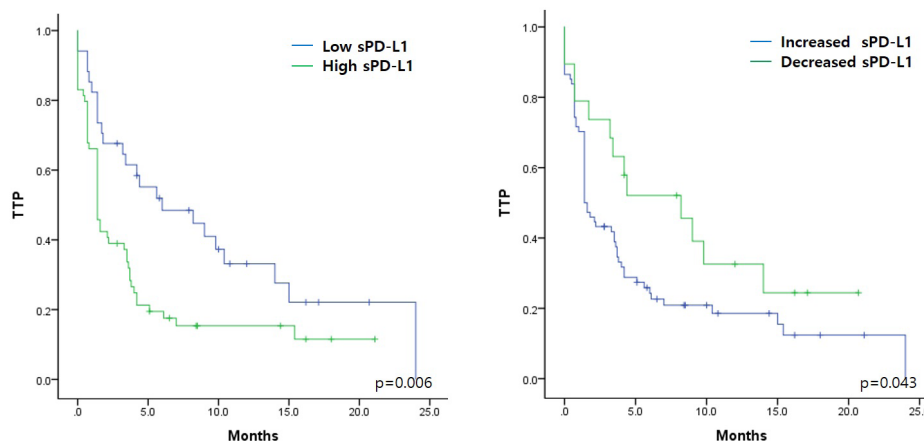 Low sPD-L1
High sPD-L1
TTP
1.0
0.8
0.6
0.4
0.2
0.0
.0 5.0 10.0 15.0 20.0 25.0
Months
p=0.006
Increased sPD-L1
Decreased sPD-L1
TTP
1.0
0.8
0.6
0.4
0.2
0.0
.0 5.0 10.0 15.0 20.0 25.0
Months
p=0.043